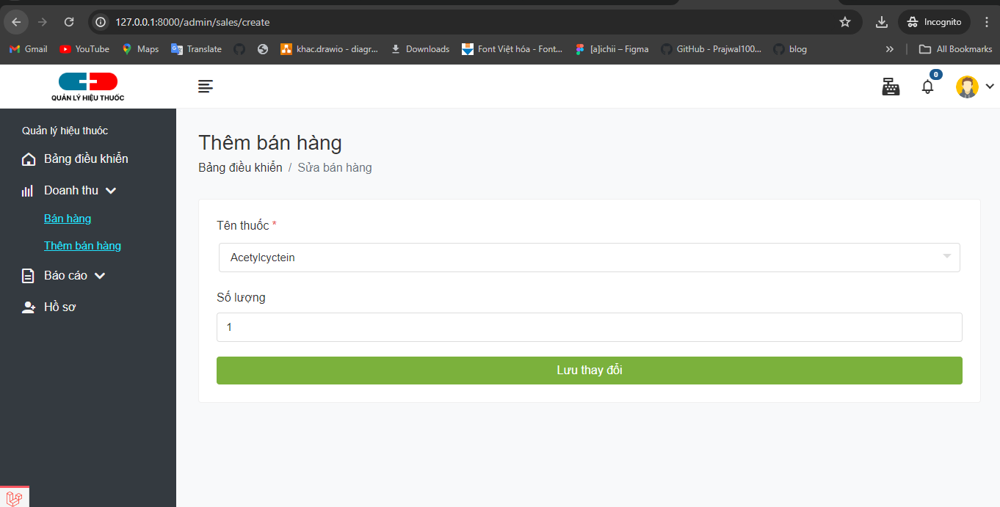 127.0.0.1:8000/admin/sales/create
Incognito
Gmail
YouTube
Maps
Translate
khac.drawio – diagr...
Downloads
Font Việt hóa - Font...
[a]ichii – Figma
GitHub - Prajwal100...
blog
All Bookmarks
QUẢN LÝ HIỆU THUỐC
0
Quản lý hiệu thuóc
Bảng điều khiển
Doanh thu
Bán hàng
Thêm bán hàng
Báo cáo
Hồ sơ
Thêm bán hàng
Bảng điều khiển / Sửa bán hàng
Tên thuốc *
Acetylcyctein
Số lượng
1
Lưu thay đổi